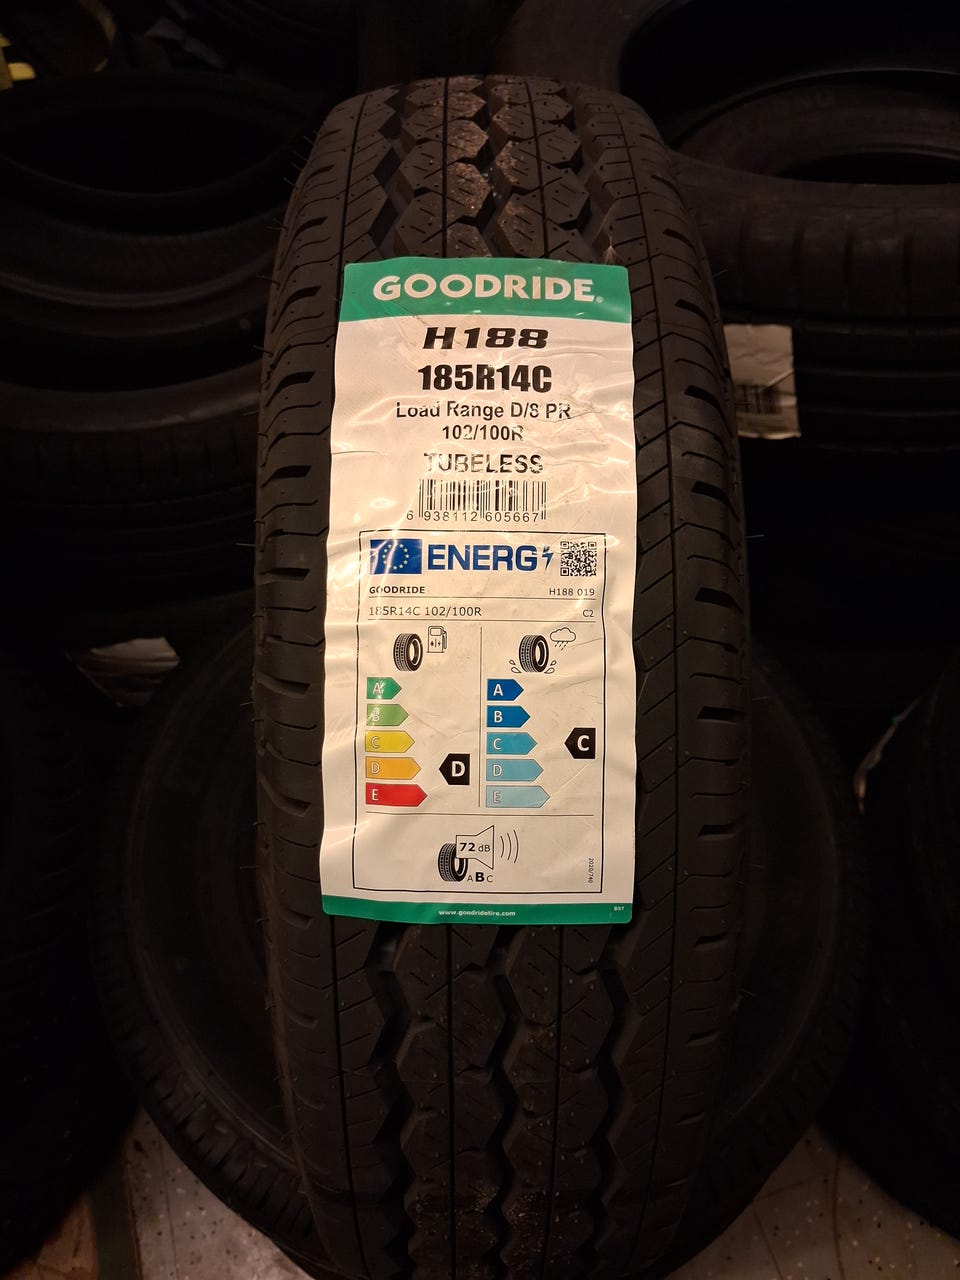 GOODRIDE®
H188
185R14C
Load Range D/8 PR
102/100R
TUBELESS
6 938112 605667
ENERG
GOODRIDE H188 019
185R14C 102/100R C2
A A
B B
C C C
D D D
E E
72 dB
ABC
2020/740
www.goodridetire.com